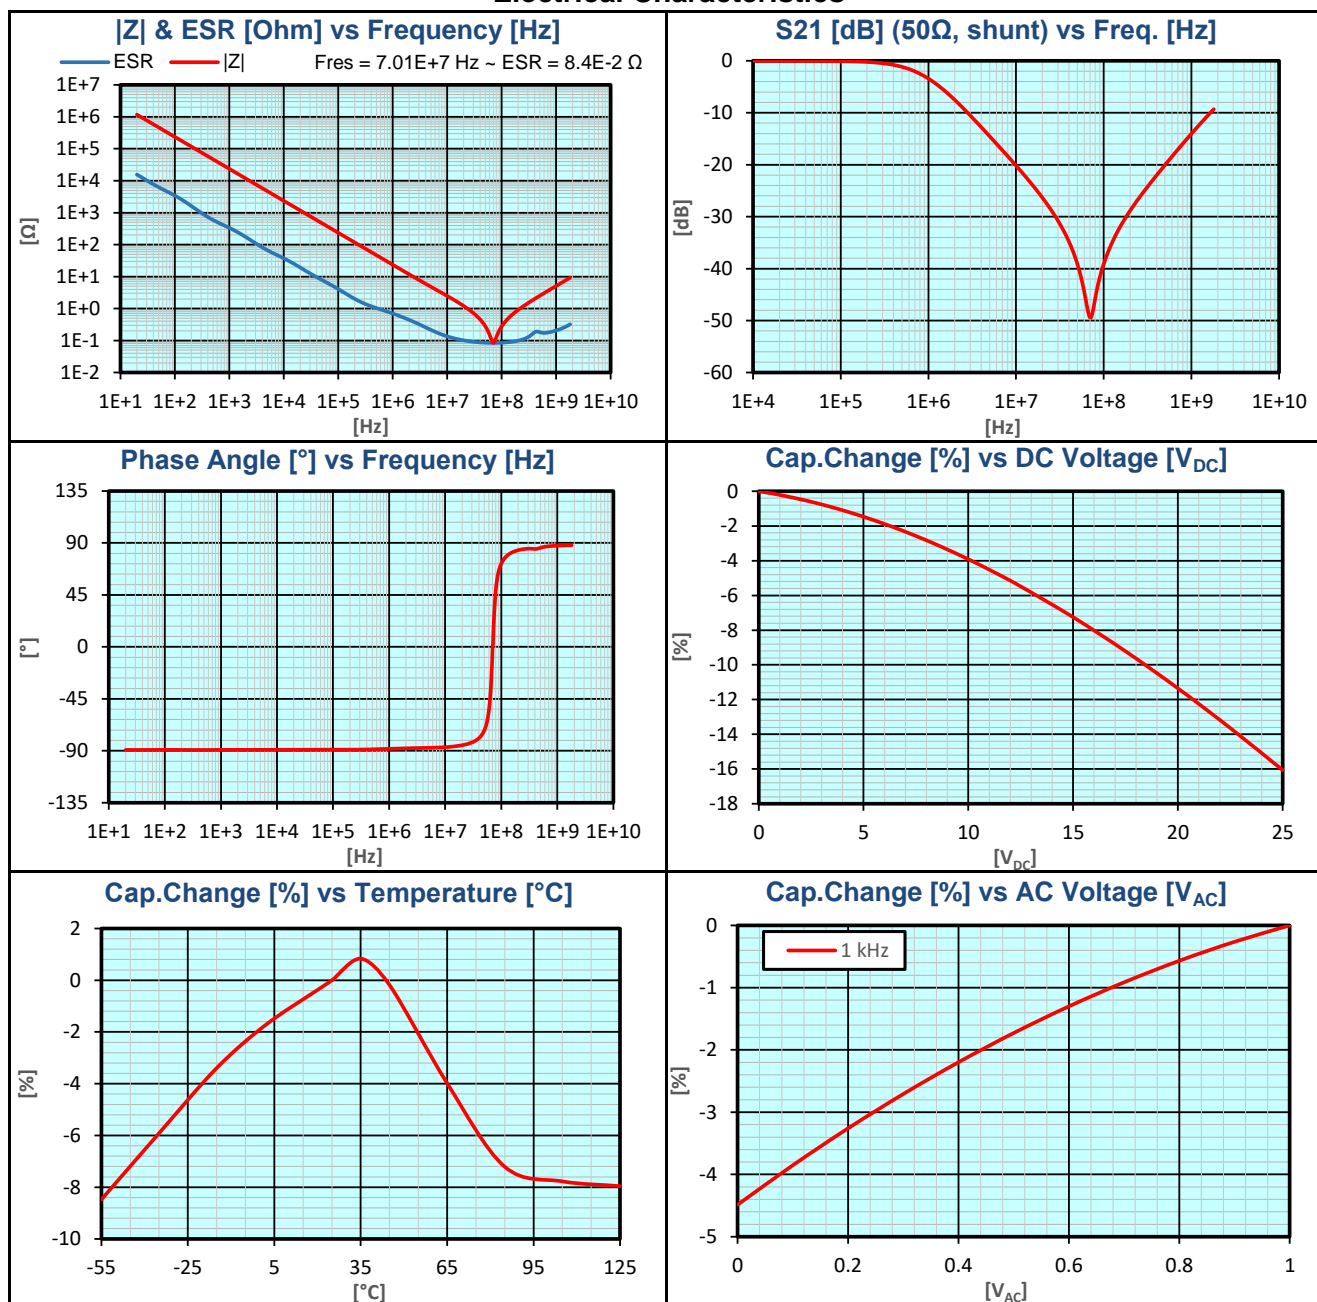 |Z| & ESR [Ohm] vs Frequency [Hz]
ESR |Z| Fres = 7.01E+7 Hz ~ ESR = 8.4E-2 Ω
1E+7
1E+6
1E+5
1E+4
1E+3
1E+2
1E+1
1E+0
1E-1
1E-2
[Ω]
1E+1 1E+2 1E+3 1E+4 1E+5 1E+6 1E+7 1E+8 1E+9 1E+10
[Hz]
S21 [dB] (50Ω, shunt) vs Freq. [Hz]
0
-10
-20
-30
-40
-50
-60
[dB]
1E+4 1E+5 1E+6 1E+7 1E+8 1E+9 1E+10
[Hz]
Phase Angle [°] vs Frequency [Hz]
135
90
45
0
-45
-90
-135
[°]
1E+1 1E+2 1E+3 1E+4 1E+5 1E+6 1E+7 1E+8 1E+9 1E+10
[Hz]
Cap.Change [%] vs DC Voltage [VDC]
0
-2
-4
-6
-8
-10
-12
-14
-16
-18
[%]
0 5 10 15 20 25
[VDC]
Cap.Change [%] vs Temperature [°C]
2
0
-2
-4
-6
-8
-10
[%]
-55 -25 5 35 65 95 125
[°C]
Cap.Change [%] vs AC Voltage [VAC]
1 kHz
0
-1
-2
-3
-4
-5
[%]
0 0.2 0.4 0.6 0.8 1
[VAC]